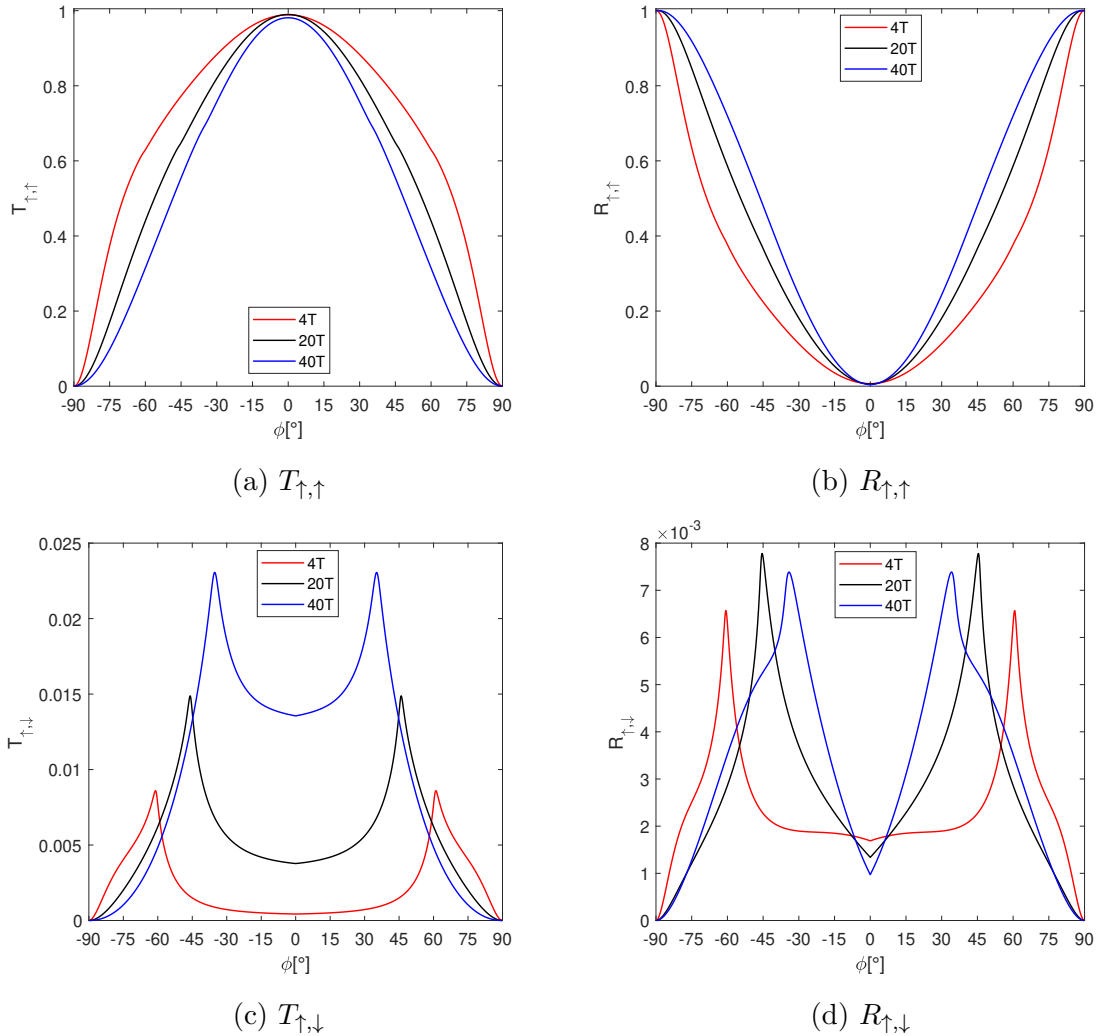 1
0.8
0.6
0.4
0.2
0
T↑,↑
4T
20T
40T
-90 -75 -60 -45 -30 -15 0 15 30 45 60 75 90
ϕ[°]
(a) T↑,↑
1
0.8
0.6
0.4
0.2
0
R↑,↑
4T
20T
40T
-90 -75 -60 -45 -30 -15 0 15 30 45 60 75 90
ϕ[°]
(b) R↑,↑
0.025
0.02
0.015
0.01
0.005
0
T↑,↓
4T
20T
40T
-90 -75 -60 -45 -30 -15 0 15 30 45 60 75 90
ϕ[°]
(c) T↑,↓
×10⁻³
8
7
6
5
4
3
2
1
0
R↑,↓
4T
20T
40T
-90 -75 -60 -45 -30 -15 0 15 30 45 60 75 90
ϕ[°]
(d) R↑,↓